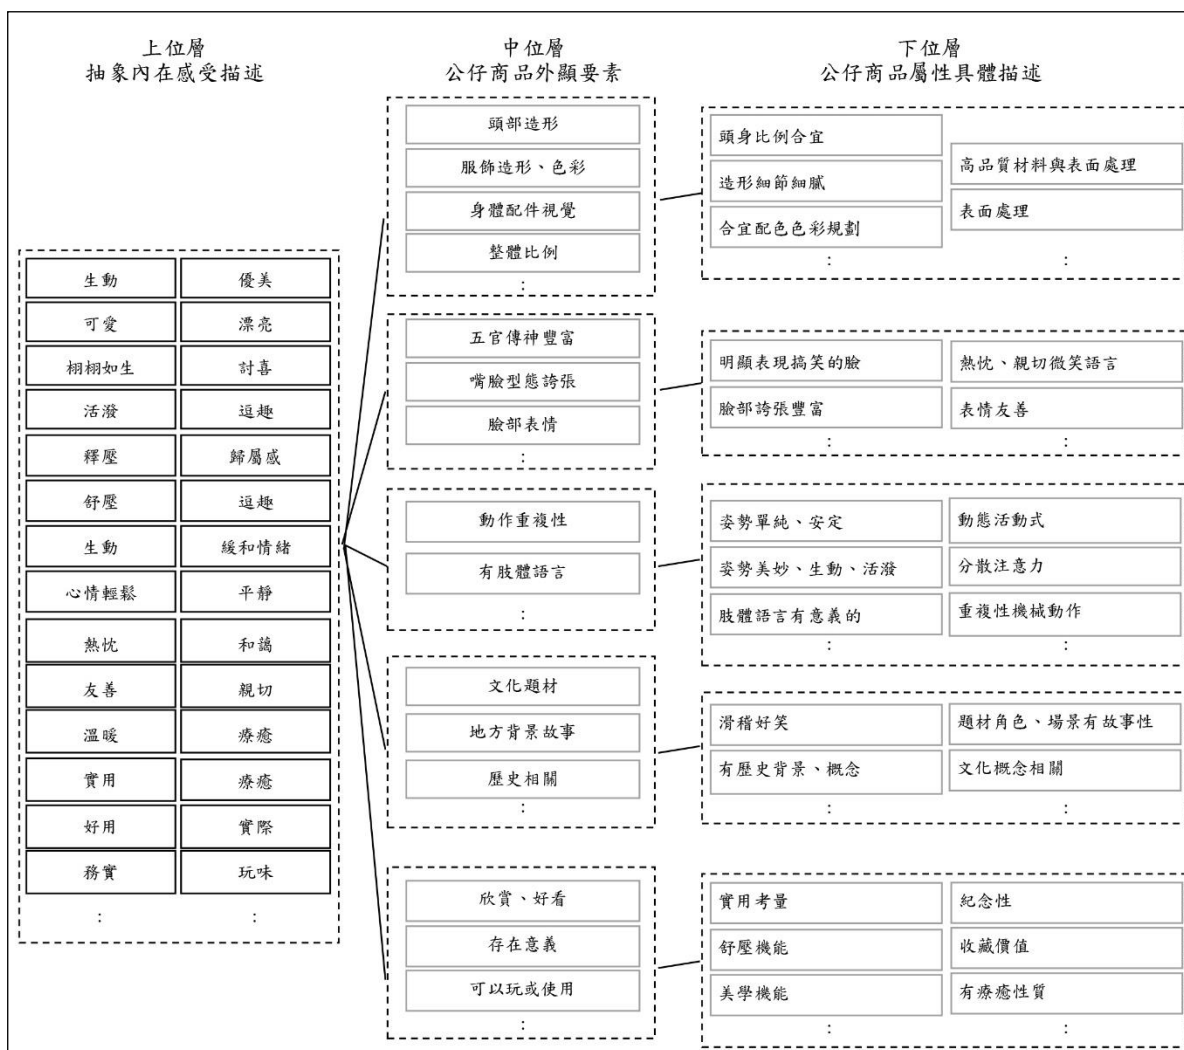 上位層
抽象內在感受描述
生動
優美
可愛
漂亮
栩栩如生
討喜
活潑
逗趣
釋壓
歸屬感
舒壓
逗趣
生動
緩和情緒
心情輕鬆
平靜
熱忱
和藹
友善
親切
溫暖
療癒
實用
療癒
好用
實際
務實
玩味
:
:
中位層
公仔商品外顯要素
頭部造形
服飾造形、色彩
身體配件視覺
整體比例
:
五官傳神豐富
嘴臉型態誇張
臉部表情
:
動作重複性
有肢體語言
:
文化題材
地方背景故事
歷史相關
:
欣賞、好看
存在意義
可以玩或使用
:
下位層
公仔商品屬性具體描述
頭身比例合宜
造形細節細膩
合宜配色色彩規劃
:
高品質材料與表面處理
表面處理
:
明顯表現搞笑的臉
臉部誇張豐富
:
熱忱、親切微笑語言
表情友善
:
姿勢單純、安定
姿勢美妙、生動、活潑
肢體語言有意義的
:
動態活動式
分散注意力
重複性機械動作
:
滑稽好笑
有歷史背景、概念
:
題材角色、場景有故事性
文化概念相關
:
實用考量
舒壓機能
美學機能
:
紀念性
收藏價值
有療癒性質
: